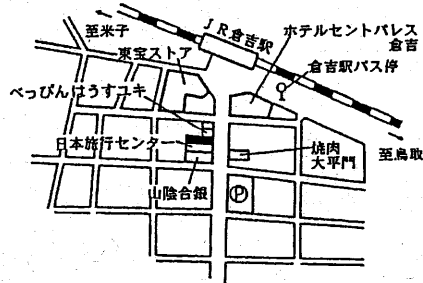 至米子
JR倉吉駅
ホテルセントパレス
倉吉
倉吉駅バス停
東宝ストア
べっぴんはうすユキ
日本旅行センター
焼肉
大平門
至鳥取
山陰合銀
P